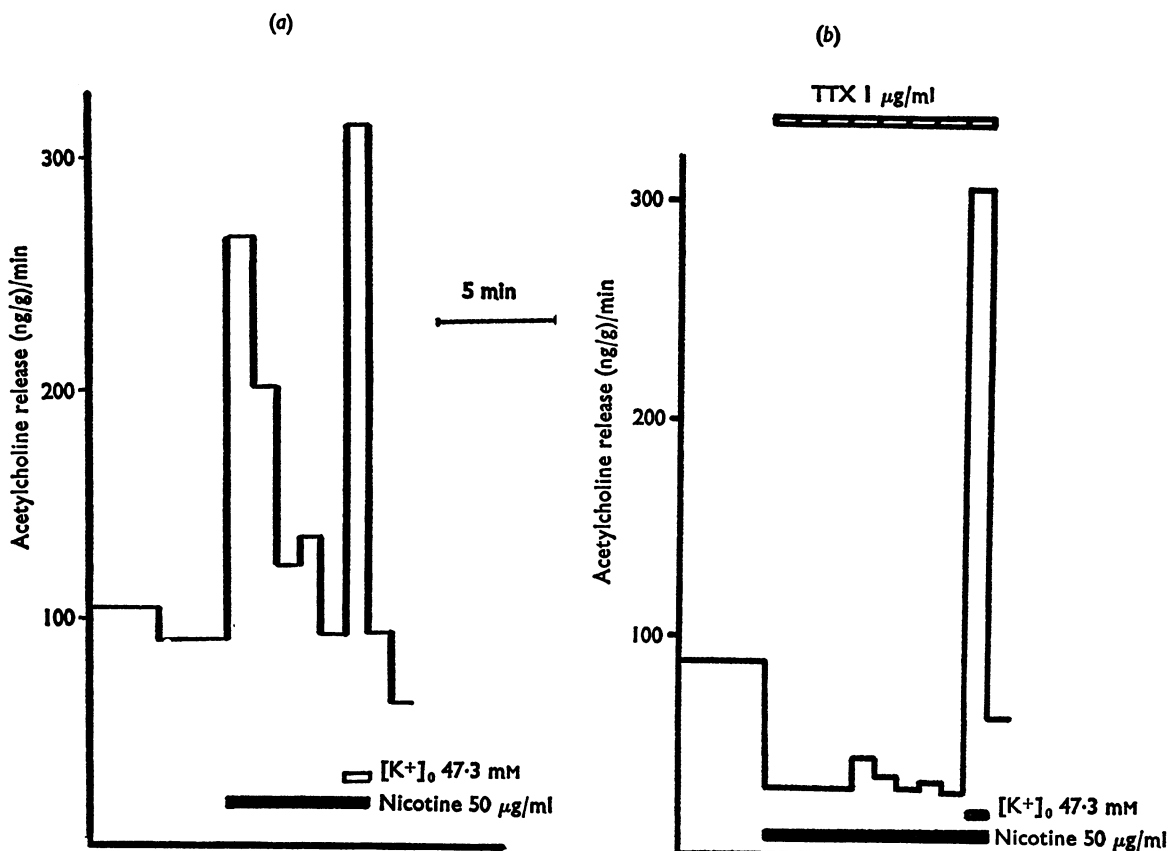 (a)
300
200
100
Acetylcholine release (ng/g)/min
5 min
[K+]₀ 47·3 mM
Nicotine 50 μg/ml
(b)
TTX 1 μg/ml
300
200
100
Acetylcholine release (ng/g)/min
[K+]₀ 47·3 mM
Nicotine 50 μg/ml